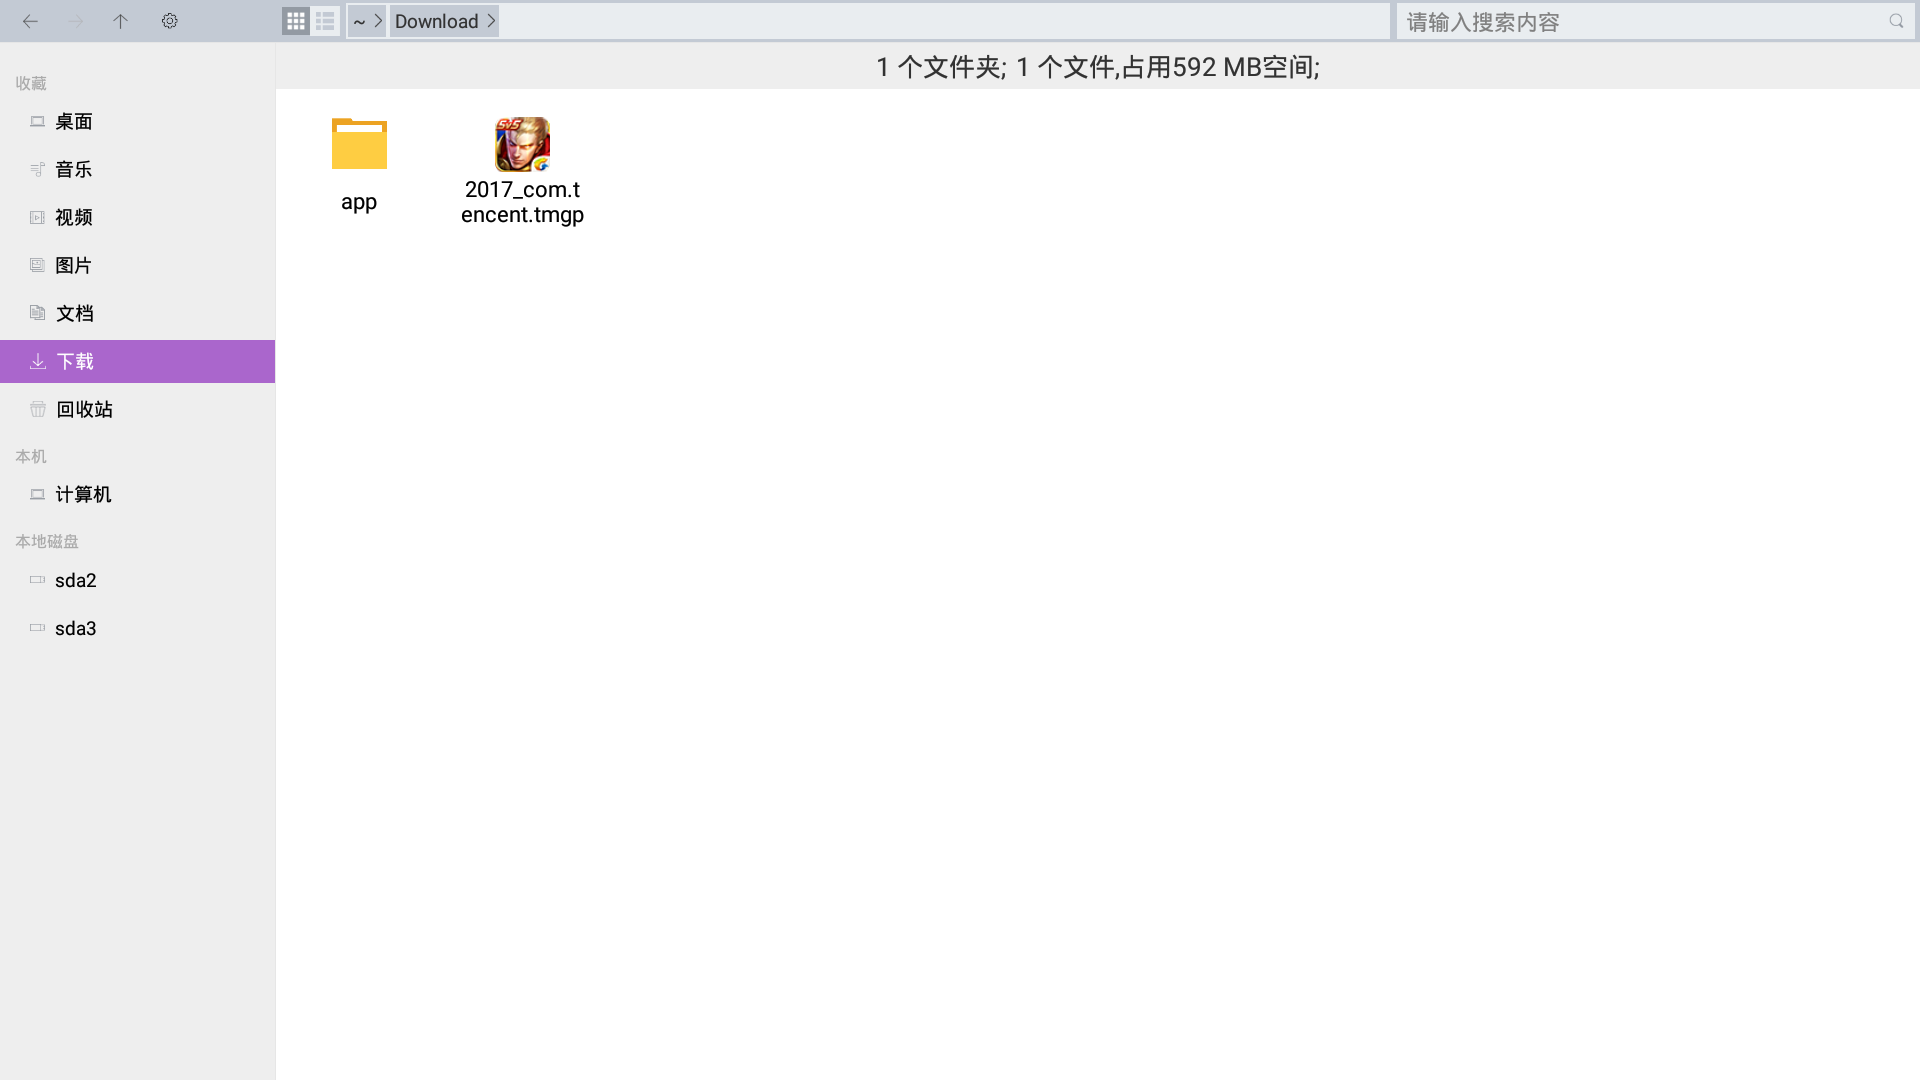 ~ Download 请输入搜索内容
1 个文件夹; 1 个文件,占用592 MB空间;
收藏
桌面
音乐
视频
图片
文档
下载
回收站
本机
计算机
本地磁盘
sda2
sda3
app
5v5
2017_com.t
encent.tmgp